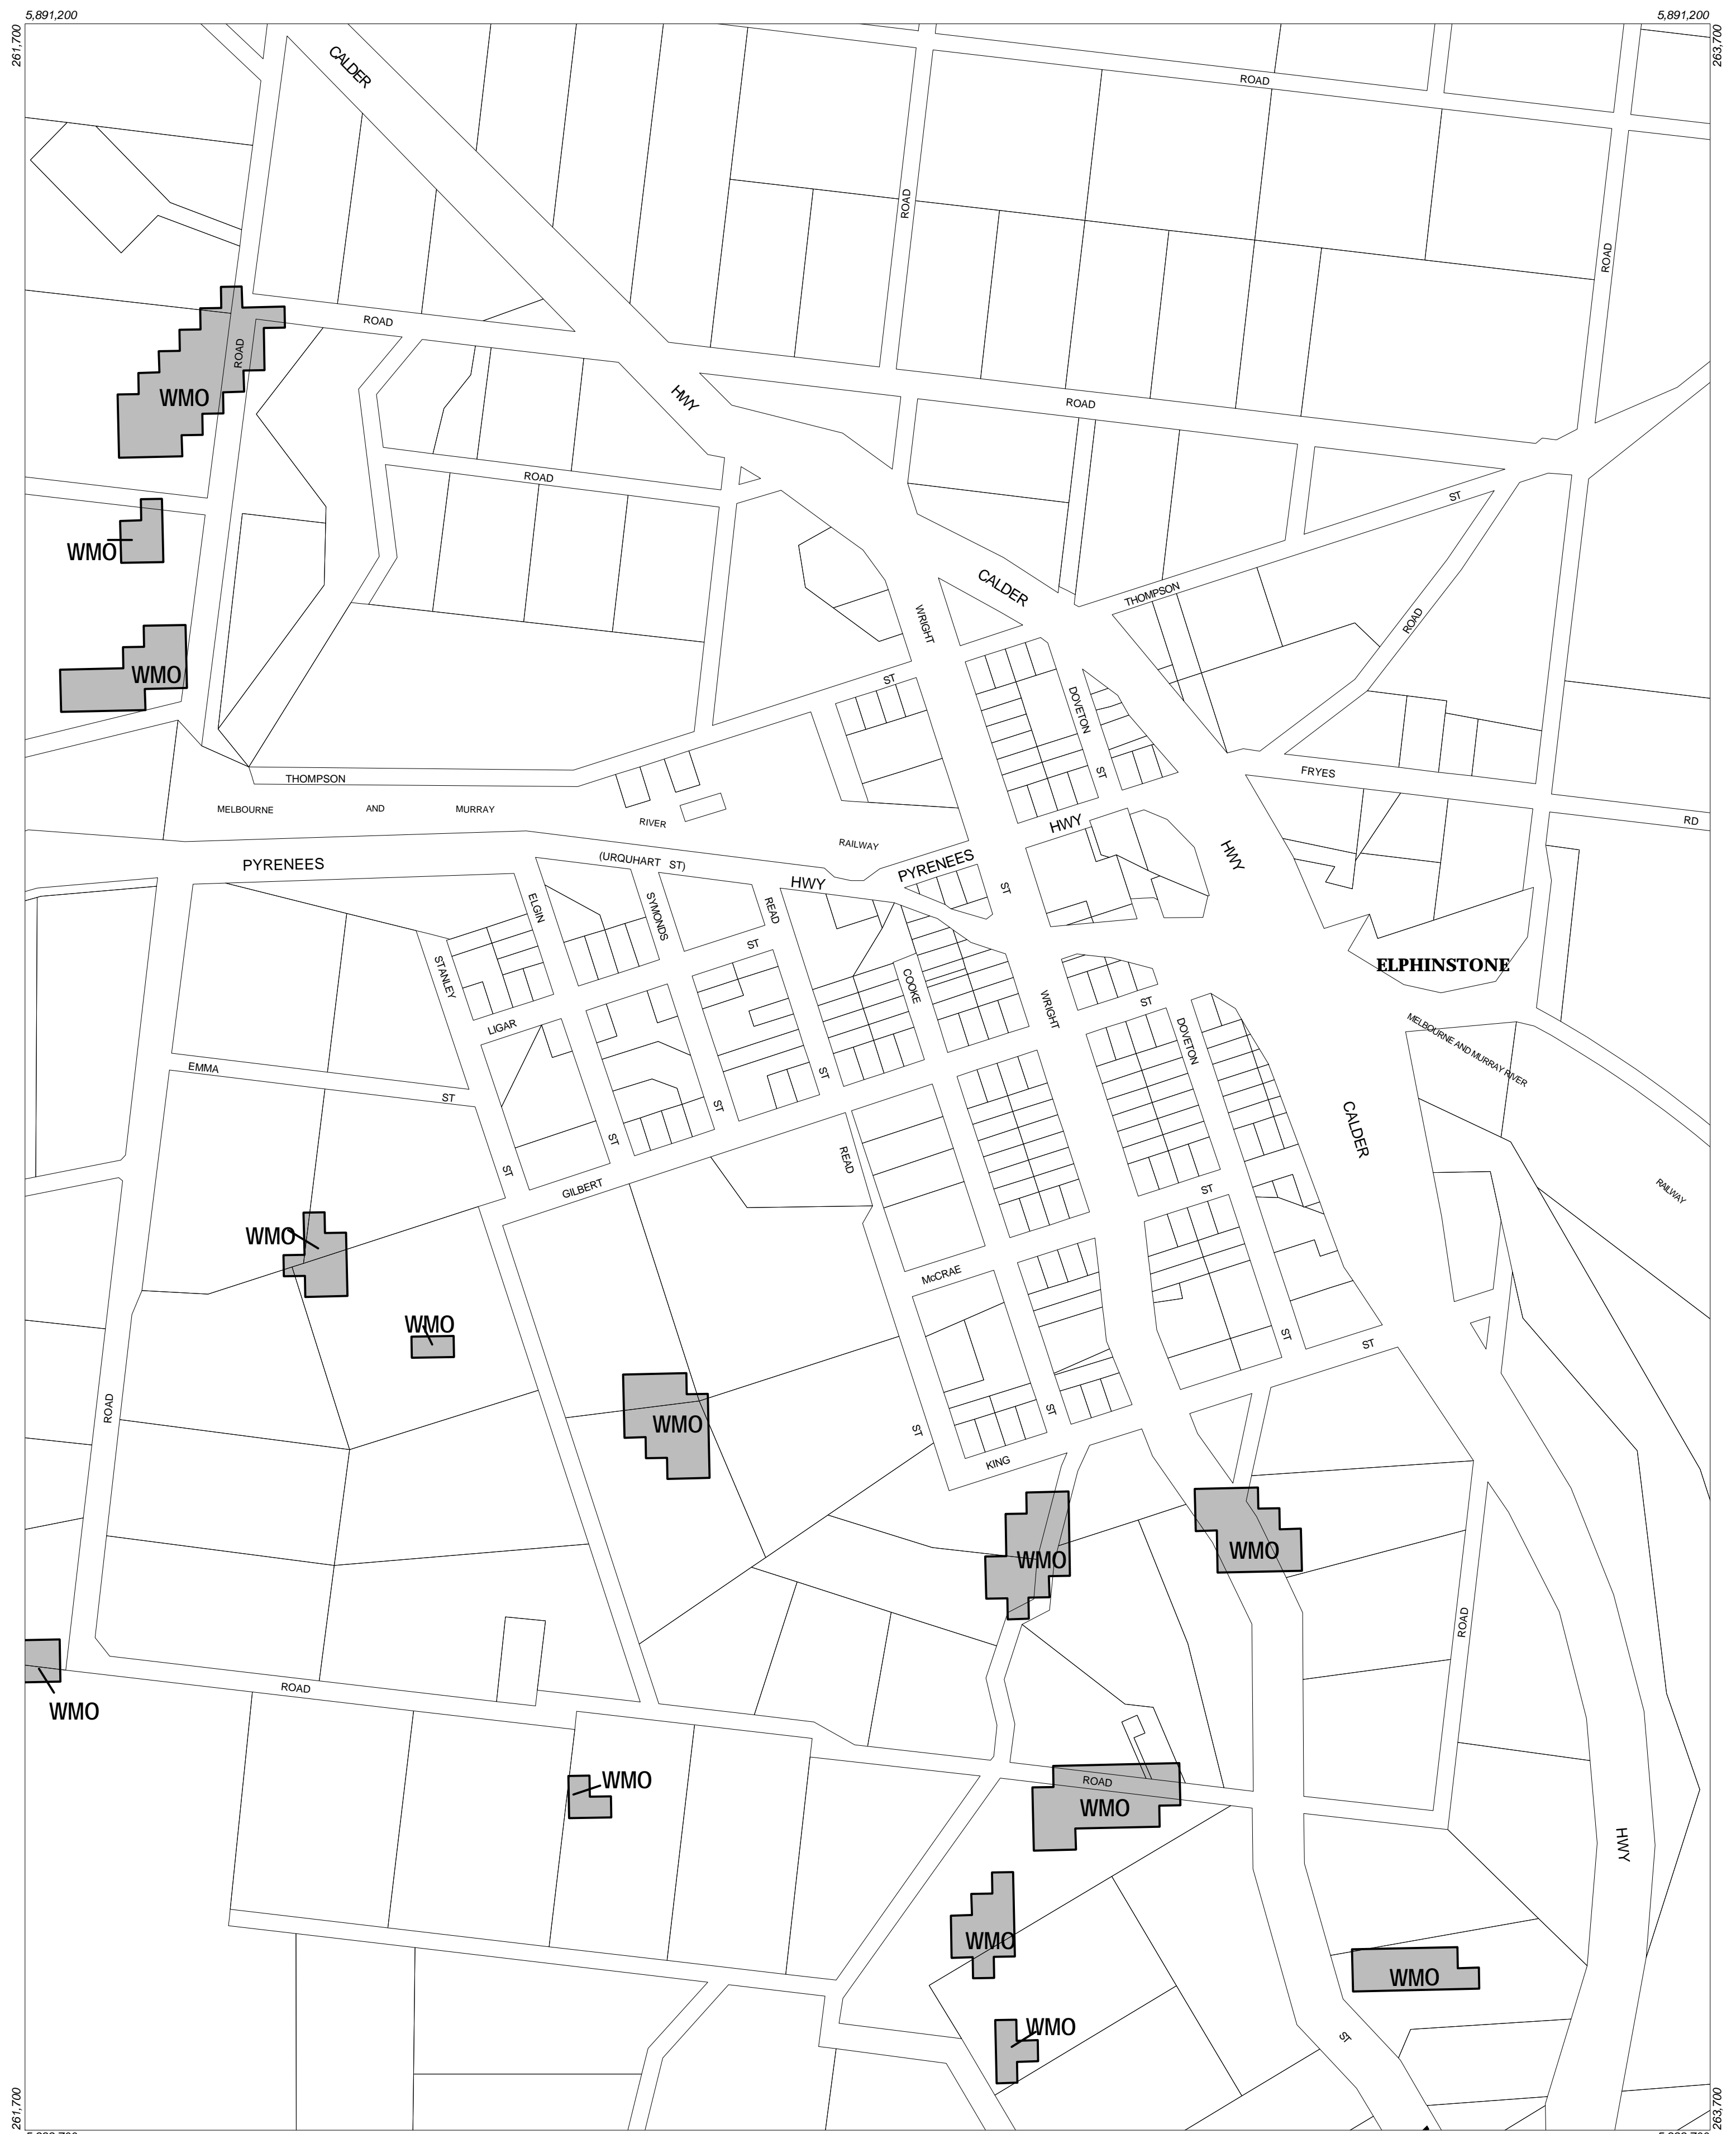 5,891,200
5,891,200
261,700
263,700
CALDER
ROAD
ROAD
ROAD
ROAD
ROAD
WMO
HWY
ROAD
ROAD
ST
WMO
CALDER
THOMPSON
WRIGHT
ROAD
WMO
ST
DOVETON
ST
FRYES
THOMPSON
MELBOURNE AND MURRAY
RIVER
RAILWAY
HWY
RD
PYRENEES
(URQUHART ST)
HWY
PYRENEES
HWY
ST
ELGIN
SYMONDS
READ
ST
STANLEY
COOKE
WRIGHT
ELPHINSTONE
ST
LIGAR
DOVETON
MELBOURNE AND MURRAY RIVER
EMMA
ST
ST
ST
ST
ST
CALDER
READ
GILBERT
ST
RAILWAY
WMO
McCRAE
WMO
ST
ST
ROAD
WMO
ST
ST
KING
WMO
WMO
ROAD
WMO
ROAD
WMO
ROAD
WMO
HWY
WMO
WMO
WMO
ST
261,700
263,700